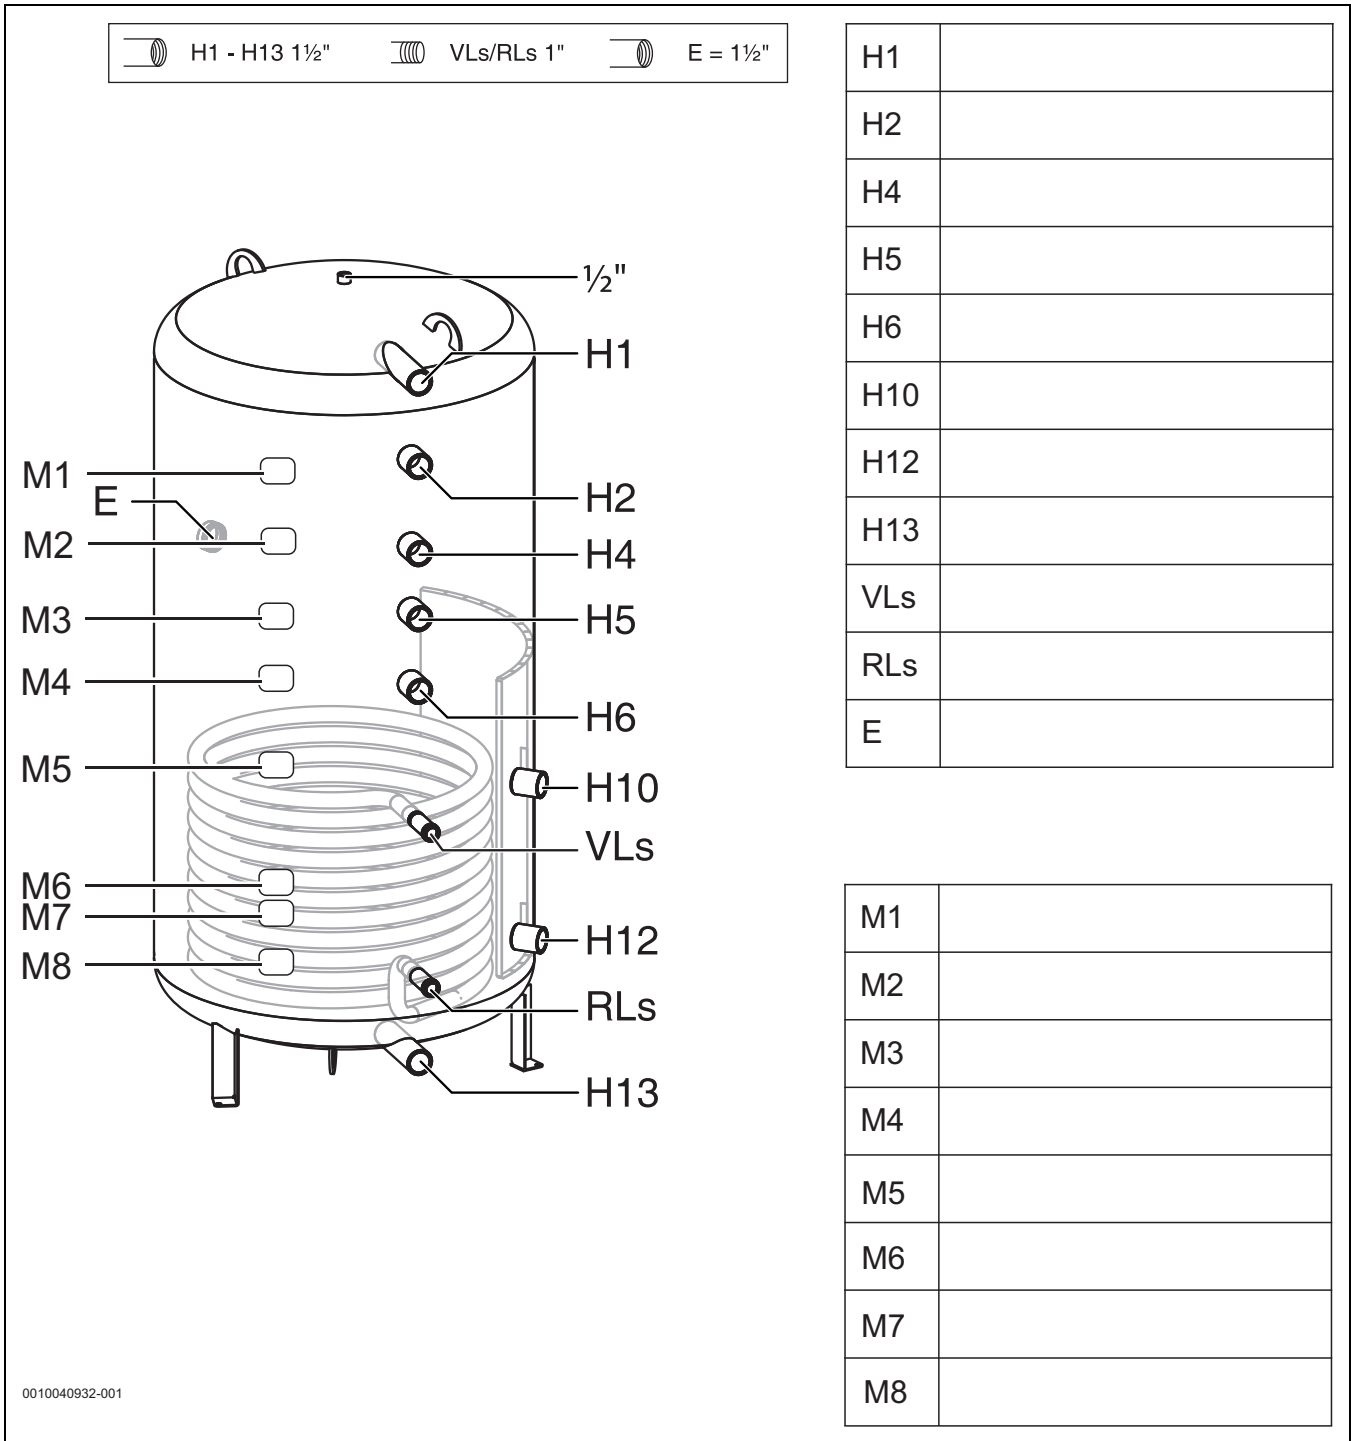 H1 - H13 1½" VLs/RLs 1" E = 1½"
½"
H1
M1
E
H2
M2
H4
M3
H5
M4
H6
M5
H10
VLs
M6
M7
H12
M8
RLs
H13
H1
H2
H4
H5
H6
H10
H12
H13
VLs
RLs
E
M1
M2
M3
M4
M5
M6
M7
M8
0010040932-001